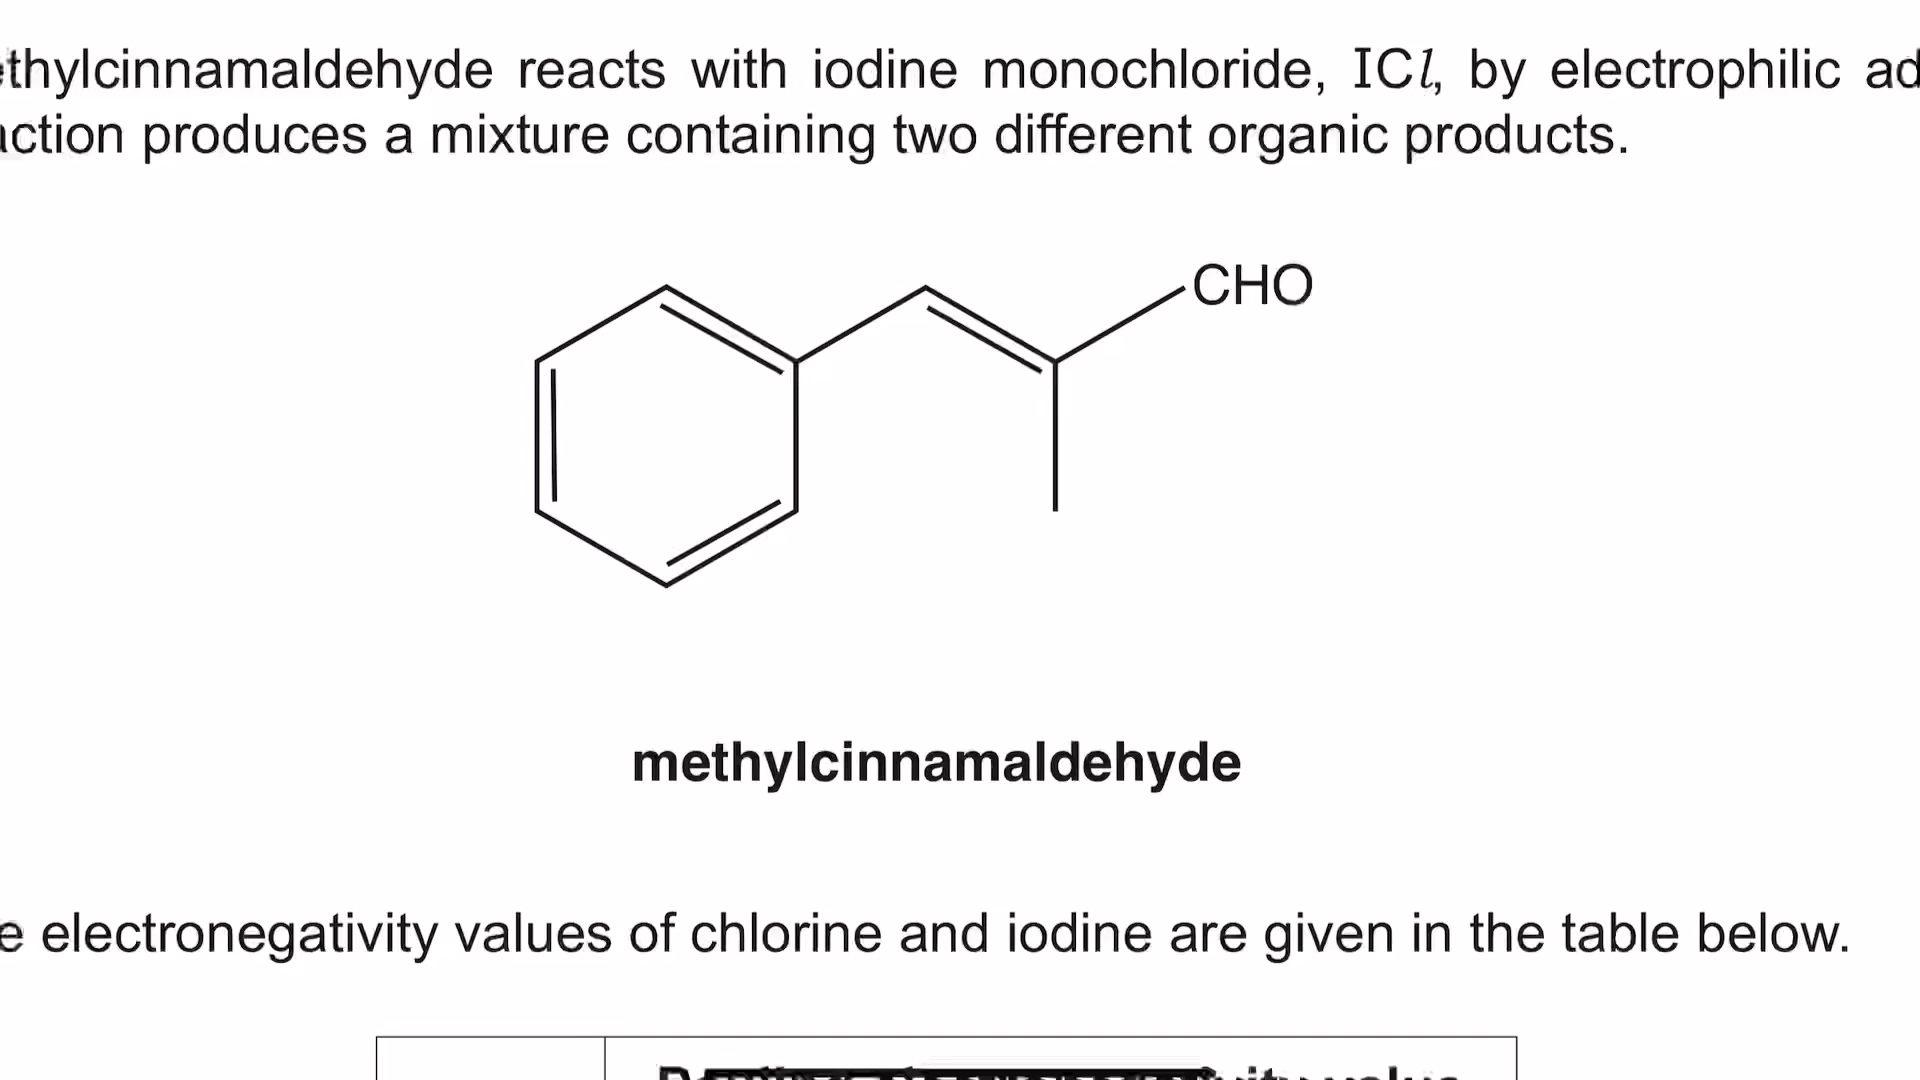 thylcinnamaldehyde reacts with iodine monochloride, ICl, by electrophilic ad
ction produces a mixture containing two different organic products.
CHO
methylcinnamaldehyde
e electronegativity values of chlorine and iodine are given in the table below.